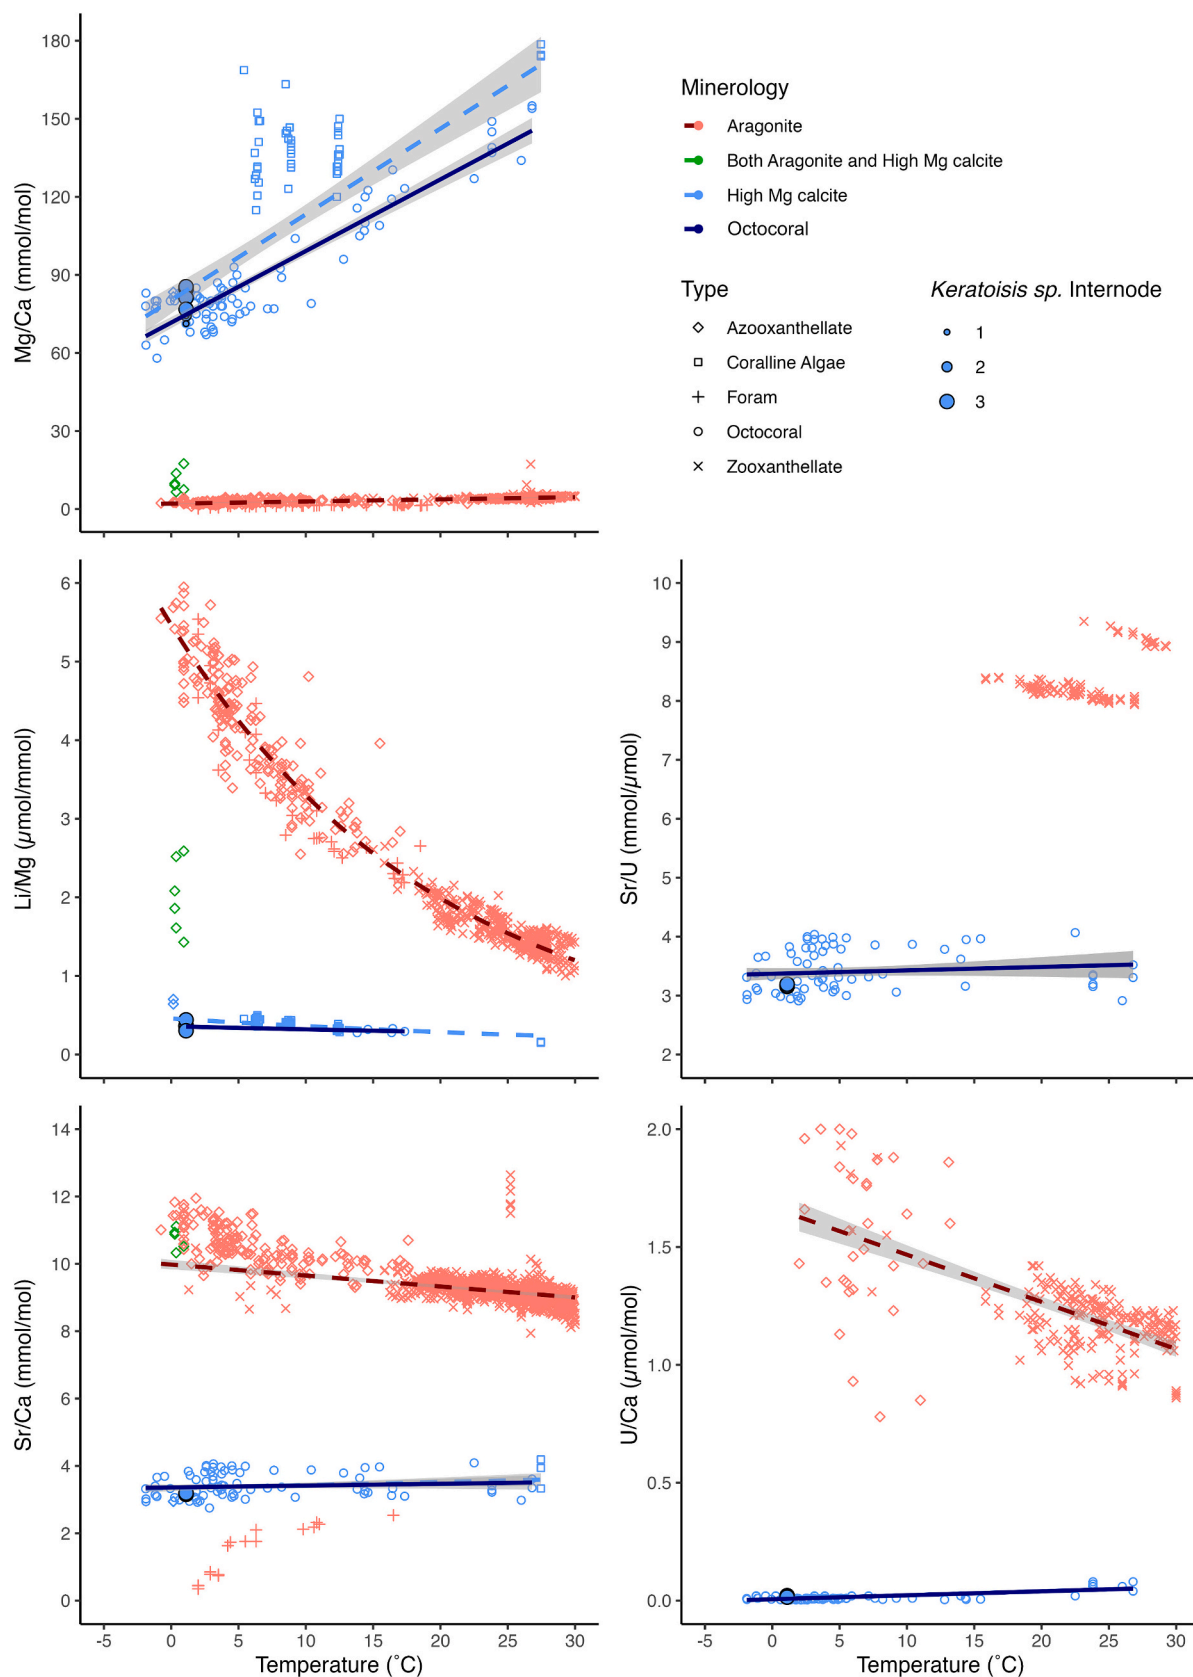 180
150
120
90
60
30
0
Mg/Ca (mmol/mol)
Minerology
Aragonite
Both Aragonite and High Mg calcite
High Mg calcite
Octocoral
Type
Azooxanthellate
Coralline Algae
Foram
Octocoral
Zooxanthellate
Keratoisis sp. Internode
1
2
3
6
5
4
3
2
1
0
Li/Mg (µmol/mmol)
10
9
8
7
6
5
4
3
2
Sr/U (mmol/µmol)
14
12
10
8
6
4
2
0
Sr/Ca (mmol/mol)
-5 0 5 10 15 20 25 30
Temperature (˚C)
2.0
1.5
1.0
0.5
0.0
U/Ca (µmol/mol)
-5 0 5 10 15 20 25 30
Temperature (˚C)